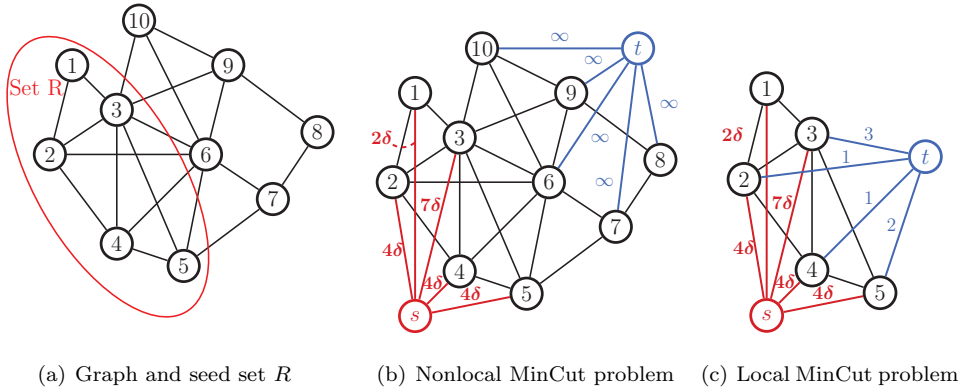 10
1
Set R
9
3
8
2
6
7
4
5
(a) Graph and seed set R
10
∞
t
∞
1
9
∞
2δ
3
∞
8
2
6
∞
7δ
7
4δ
4
4δ
4δ
5
s
(b) Nonlocal MinCut problem
1
2δ
3
3
t
1
2
7δ
1
2
4δ
4
4δ
4δ
5
s
(c) Local MinCut problem